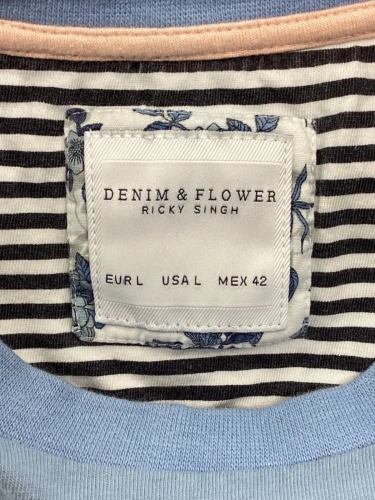 DENIM & FLOWER
RICKY SINGH
EUR L USA L MEX 42